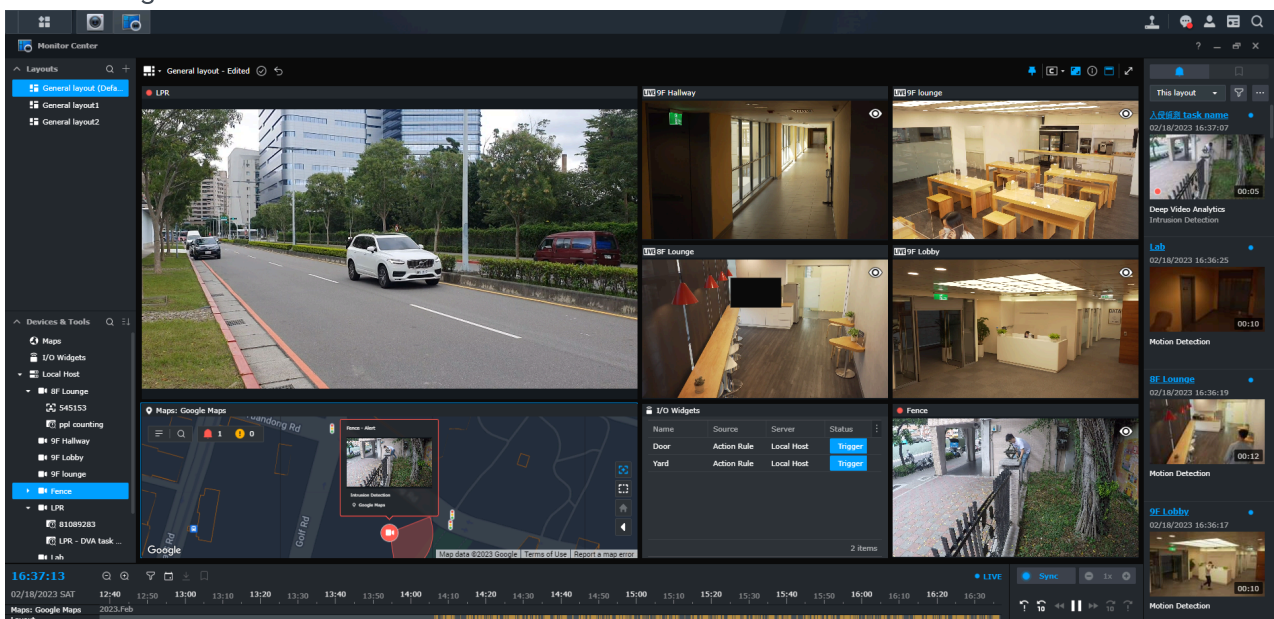 Monitor Center
? _ X
Layouts
General layout (Defa...
General layout1
General layout2
General layout - Edited
LPR
LIVE 9F Hallway
LIVE 9F lounge
LIVE 8F Lounge
LIVE 9F Lobby
Devices & Tools
Maps
I/O Widgets
Local Host
8F Lounge
545153
ppl counting
9F Hallway
9F Lobby
9F lounge
Fence
LPR
81089283
LPR - DVA task ...
Lab
Maps: Google Maps
1 0
Fence - Alert
Intrusion Detection
Google Maps
Golf Rd
Google
Map data ©2023 Google Terms of Use Report a map error
I/O Widgets
Name Source Server Status
Door Action Rule Local Host Trigger
Yard Action Rule Local Host Trigger
2 items
Fence
This layout
入侵偵測 task name
02/18/2023 16:37:07
00:05
Deep Video Analytics
Intrusion Detection
Lab
02/18/2023 16:36:25
00:10
Motion Detection
8F Lounge
02/18/2023 16:36:19
00:12
Motion Detection
9F Lobby
02/18/2023 16:36:17
00:10
Motion Detection
16:37:13
LIVE
Sync
1x
02/18/2023 SAT
12:40 12:50 13:00 13:10 13:20 13:30 13:40 13:50 14:00 14:10 14:20 14:30 14:40 14:50 15:00 15:10 15:20 15:30 15:40 15:50 16:00 16:10 16:20 16:30
10 10
Maps: Google Maps 2023.Feb
Layout